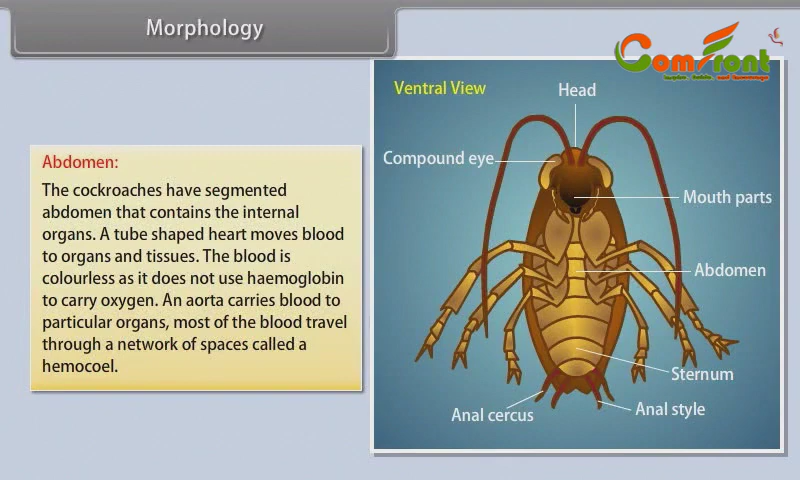 Morphology
ComFront
Abdomen:
The cockroaches have segmented
abdomen that contains the internal
organs. A tube shaped heart moves blood
to organs and tissues. The blood is
colourless as it does not use haemoglobin
to carry oxygen. An aorta carries blood to
particular organs, most of the blood travel
through a network of spaces called a
hemocoel.
Ventral View
Head
Compound eye
Mouth parts
Abdomen
Sternum
Anal cercus
Anal style